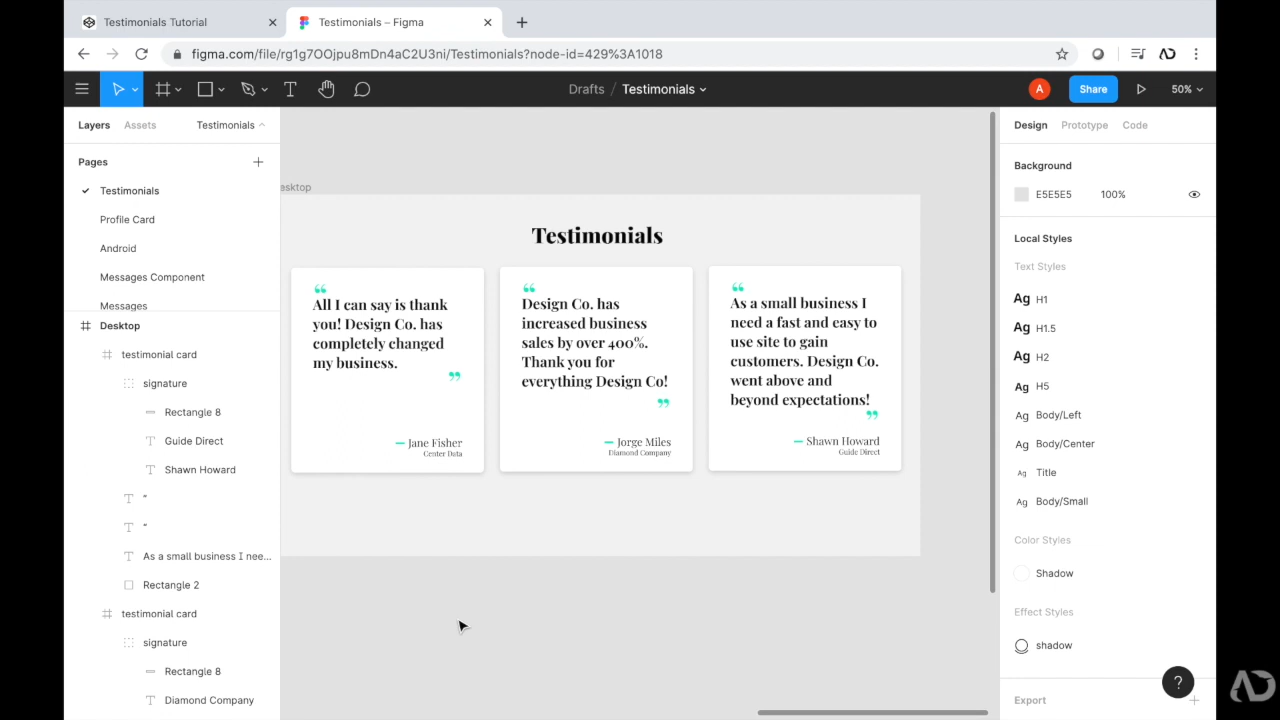 Testimonials Tutorial
Testimonials – Figma
figma.com/file/rg1g7OOjpu8mDn4aC2U3ni/Testimonials?node-id=429%3A1018
Drafts / Testimonials
A
Share
50%
Layers
Assets
Testimonials
Pages
Testimonials
Profile Card
Android
Messages Component
Messages
Desktop
testimonial card
signature
Rectangle 8
Guide Direct
Shawn Howard
“
“
As a small business I nee...
Rectangle 2
testimonial card
signature
Rectangle 8
Diamond Company
esktop
Testimonials
“
All I can say is thank
you! Design Co. has
completely changed
my business.
”
— Jane Fisher
Center Data
“
Design Co. has
increased business
sales by over 400%.
Thank you for
everything Design Co!
”
— Jorge Miles
Diamond Company
“
As a small business I
need a fast and easy to
use site to gain
customers. Design Co.
went above and
beyond expectations!
”
— Shawn Howard
Guide Direct
Design
Prototype
Code
Background
E5E5E5
100%
Local Styles
Text Styles
Ag H1
Ag H1.5
Ag H2
Ag H5
Ag Body/Left
Ag Body/Center
Ag Title
Ag Body/Small
Color Styles
Shadow
Effect Styles
shadow
?
Export